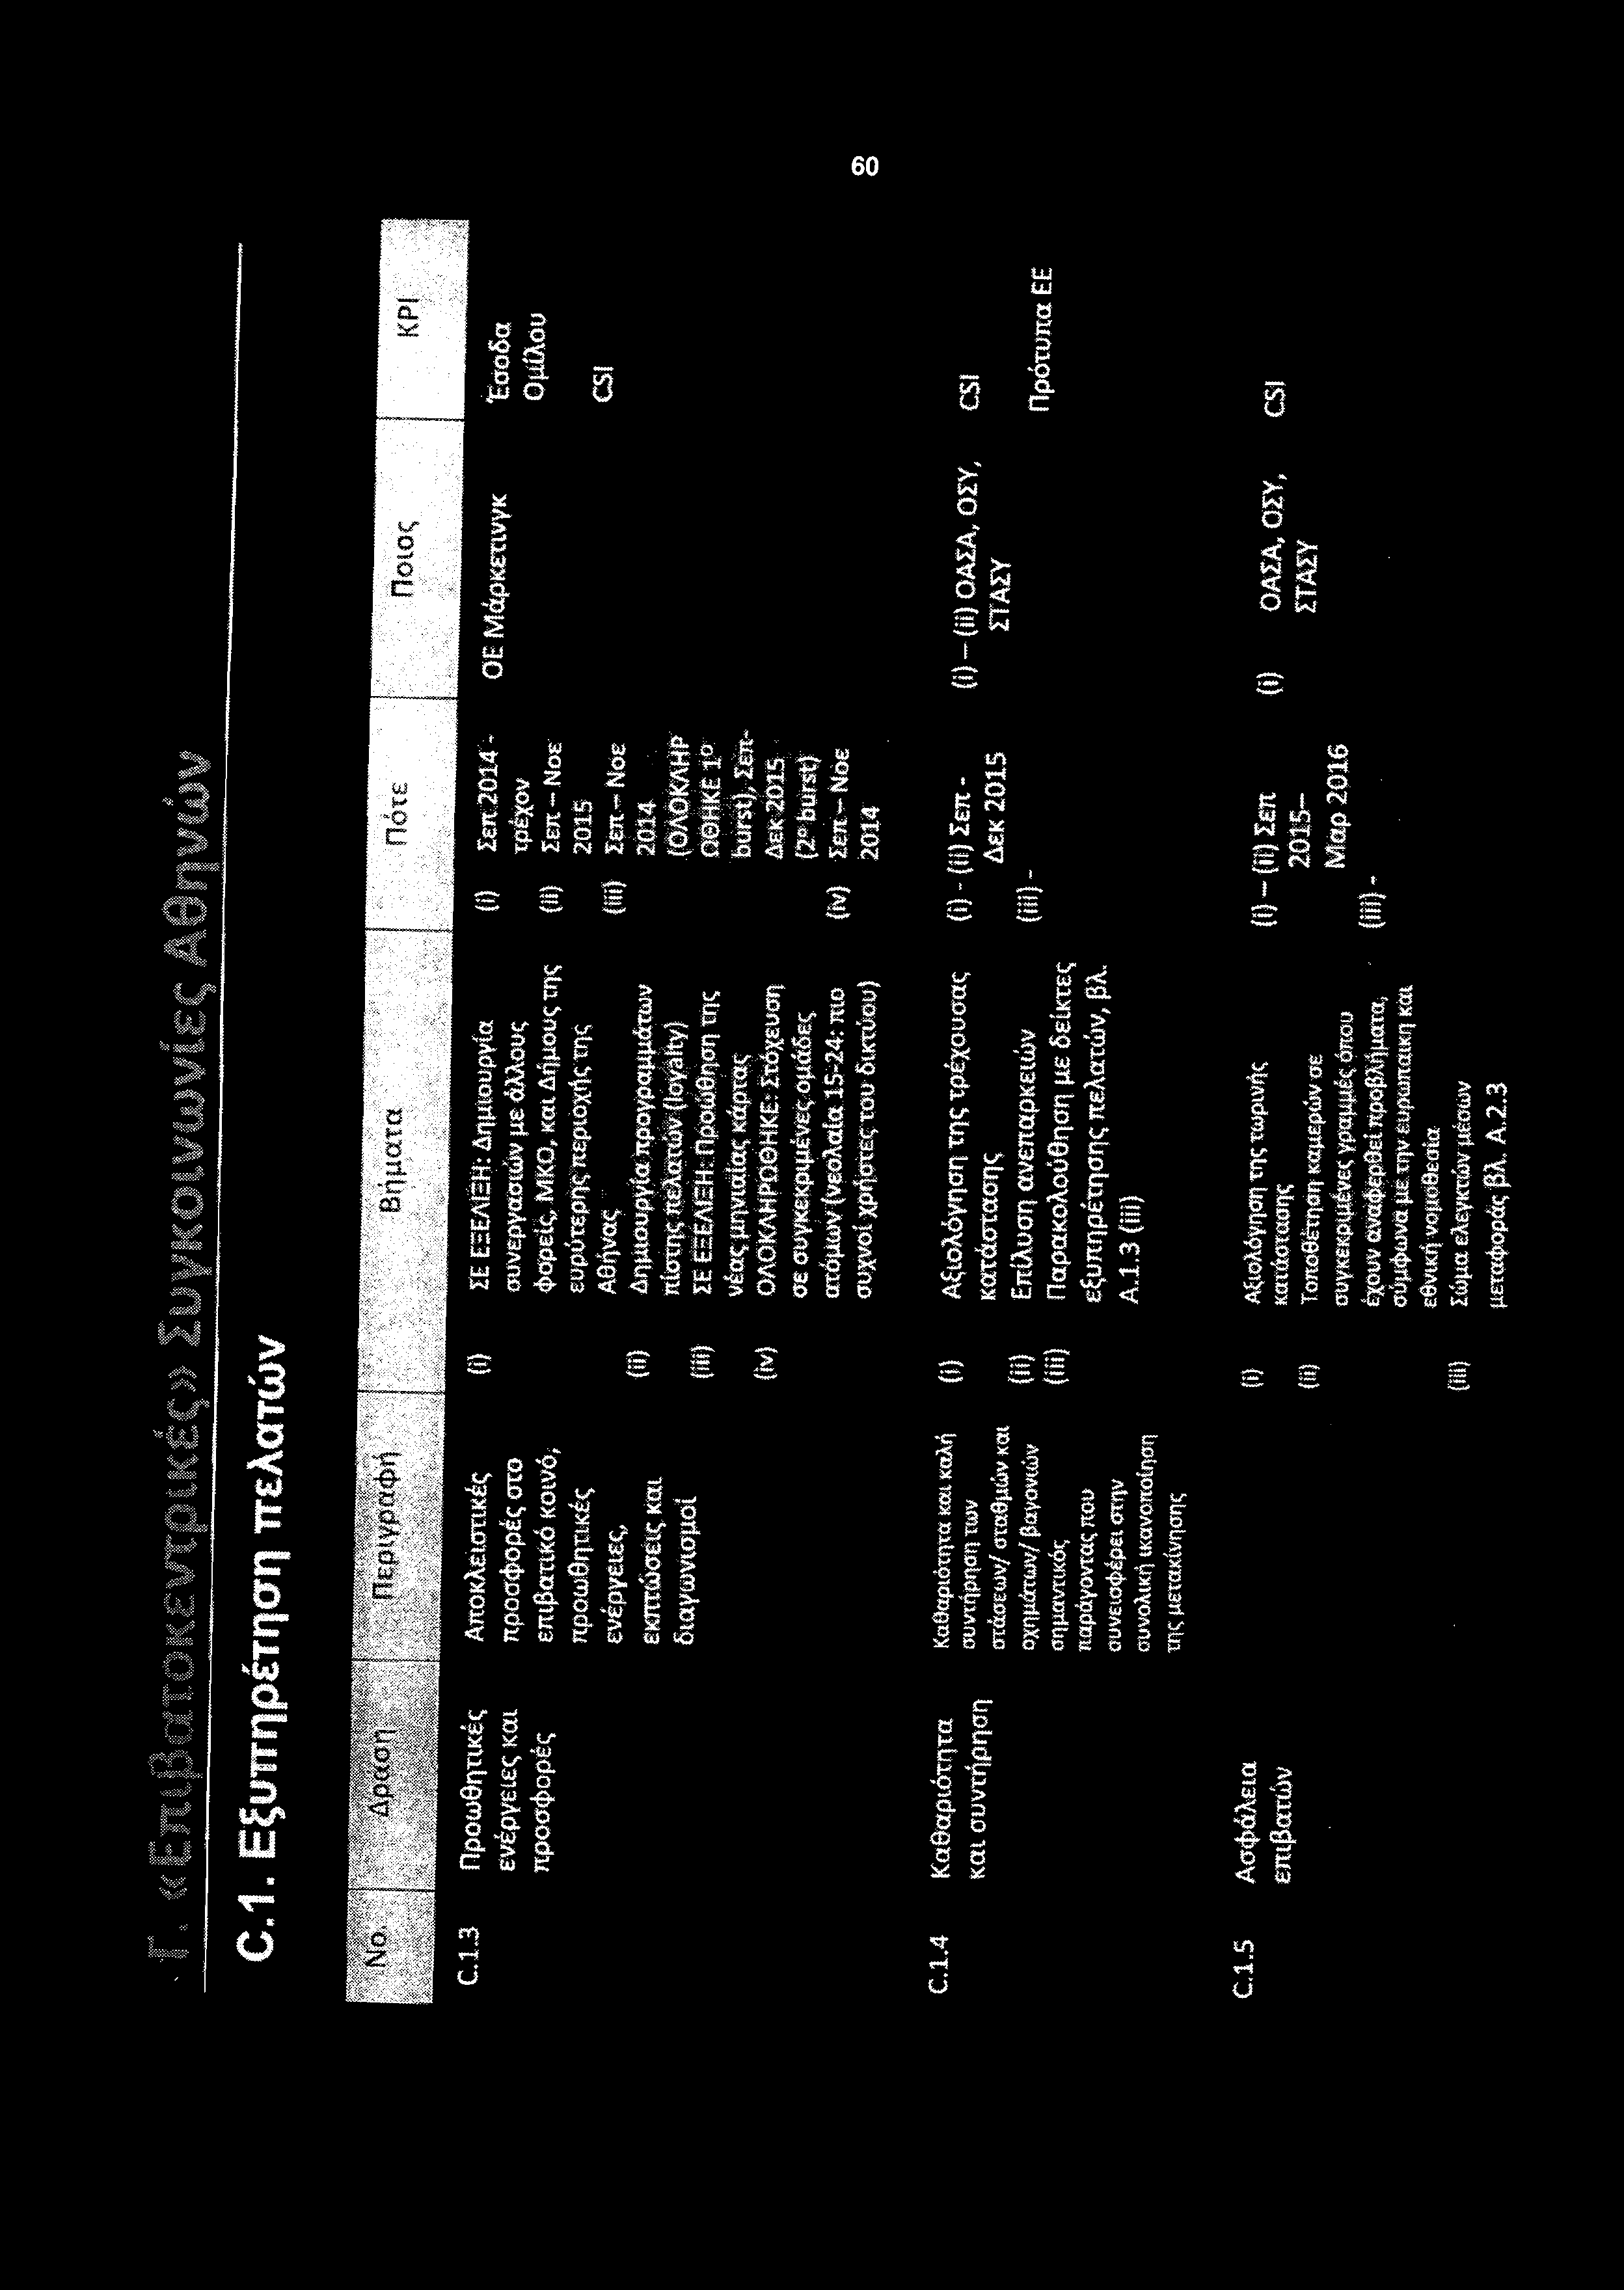 Γ. «Επιβατοκεντρικές» Συγκοινωνίες Αθηνών
C.1. Εξυπηρέτηση πελατών
No. Δράση Περιγραφή Βήματα Πότε Ποιος KPI
C.1.3
Προωθητικές
ενέργειες και
προσφορές
Αποκλειστικές
προσφορές στο
επιβατικό κοινό,
προωθητικές
ενέργειες,
εκπτώσεις και
διαγωνισμοί
(i) ΣΕ ΕΞΕΛΙΞΗ: Δημιουργία
συνεργασιών με άλλους
φορείς, ΜΚΟ, και Δήμους της
ευρύτερης περιοχής της
Αθήνας
(ii) Δημιουργία προγραμμάτων
πίστης πελατών (loyalty)
(iii) ΣΕ ΕΞΕΛΙΞΗ: Προώθηση της
νέας μηνιαίας κάρτας
(iv) ΟΛΟΚΛΗΡΩΘΗΚΕ: Στόχευση
σε συγκεκριμένες ομάδες
ατόμων (νεολαία 15-24: πιο
συχνοί χρήστες του δικτύου)
(i) Σεπ 2014 -
τρέχον
(ii) Σεπ – Νοε
2015
(iii) Σεπ – Νοε
2014
(ΟΛΟΚΛΗΡ
ΩΘΗΚΕ 1ο
burst), Σεπ-
Δεκ 2015
(2ο burst)
(iv) Σεπ – Νοε
2014
ΟΕ Μάρκετινγκ
Έσοδα
Ομίλου
CSI
C.1.4
Καθαριότητα
και συντήρηση
Καθαριότητα και καλή
συντήρηση των
στάσεων/ σταθμών και
οχημάτων/ βαγονιών
σημαντικός
παράγοντας που
συνεισφέρει στην
συνολική ικανοποίηση
της μετακίνησης
(i) Αξιολόγηση της τρέχουσας
κατάστασης
(ii) Επίλυση ανεπαρκειών
(iii) Παρακολούθηση με δείκτες
εξυπηρέτησης πελατών, βλ.
Α.1.3 (iii)
(i) - (ii) Σεπ -
Δεκ 2015
(iii) -
(i) – (ii) ΟΑΣΑ, ΟΣΥ,
ΣΤΑΣΥ
CSI
Πρότυπα ΕΕ
C.1.5
Ασφάλεια
επιβατών
(i) Αξιολόγηση της τωρινής
κατάστασης
(ii) Τοποθέτηση καμερών σε
συγκεκριμένες γραμμές όπου
έχουν αναφερθεί προβλήματα,
σύμφωνα με την ευρωπαϊκη και
εθνική νομοθεσία
(iii) Σώμα ελεγκτών μέσων
μεταφοράς βλ. Α.2.3
(i) – (ii) Σεπ
2015–
Μαρ 2016
(iii) -
(i) ΟΑΣΑ, ΟΣΥ,
ΣΤΑΣΥ
CSI
60